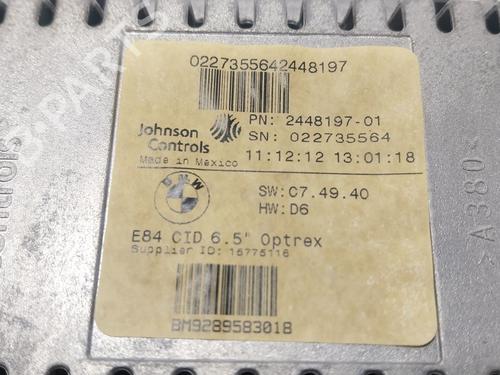 0227355642448197
Johnson
Controls
Made in Mexico
PN: 2448197-01
SN: 022735564
11:12:12 13:01:18
BMW
SW:C7.49.40
HW:D6
E84 CID 6.5" Optrex
Supplier ID: 15775116
BM9289583018
A380